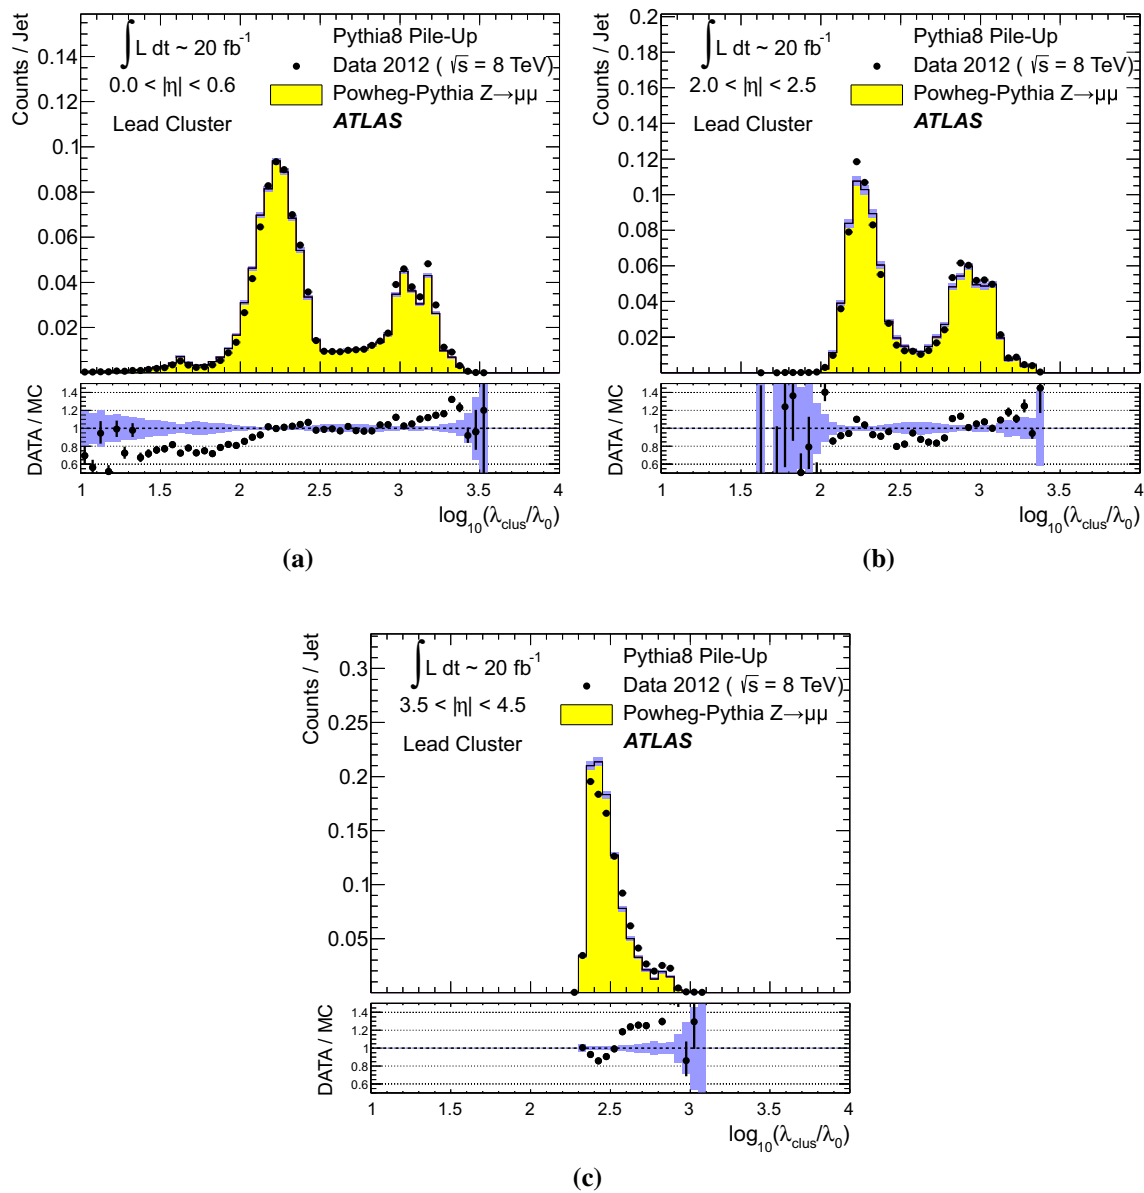 Counts / Jet
0.14
0.12
0.1
0.08
0.06
0.04
0.02
∫L dt ~ 20 fb⁻¹
0.0 < |η| < 0.6
Lead Cluster
Pythia8 Pile-Up
Data 2012 ( √s = 8 TeV)
Powheg-Pythia Z→μμ
ATLAS
DATA / MC
1.4
1.2
1
0.8
0.6
1 1.5 2 2.5 3 3.5 4
log₁₀(λclus/λ₀)
(a)
Counts / Jet
0.2
0.18
0.16
0.14
0.12
0.1
0.08
0.06
0.04
0.02
∫L dt ~ 20 fb⁻¹
2.0 < |η| < 2.5
Lead Cluster
Pythia8 Pile-Up
Data 2012 ( √s = 8 TeV)
Powheg-Pythia Z→μμ
ATLAS
DATA / MC
1.4
1.2
1
0.8
0.6
1 1.5 2 2.5 3 3.5 4
log₁₀(λclus/λ₀)
(b)
Counts / Jet
0.3
0.25
0.2
0.15
0.1
0.05
∫L dt ~ 20 fb⁻¹
3.5 < |η| < 4.5
Lead Cluster
Pythia8 Pile-Up
Data 2012 ( √s = 8 TeV)
Powheg-Pythia Z→μμ
ATLAS
DATA / MC
1.4
1.2
1
0.8
0.6
1 1.5 2 2.5 3 3.5 4
log₁₀(λclus/λ₀)
(c)